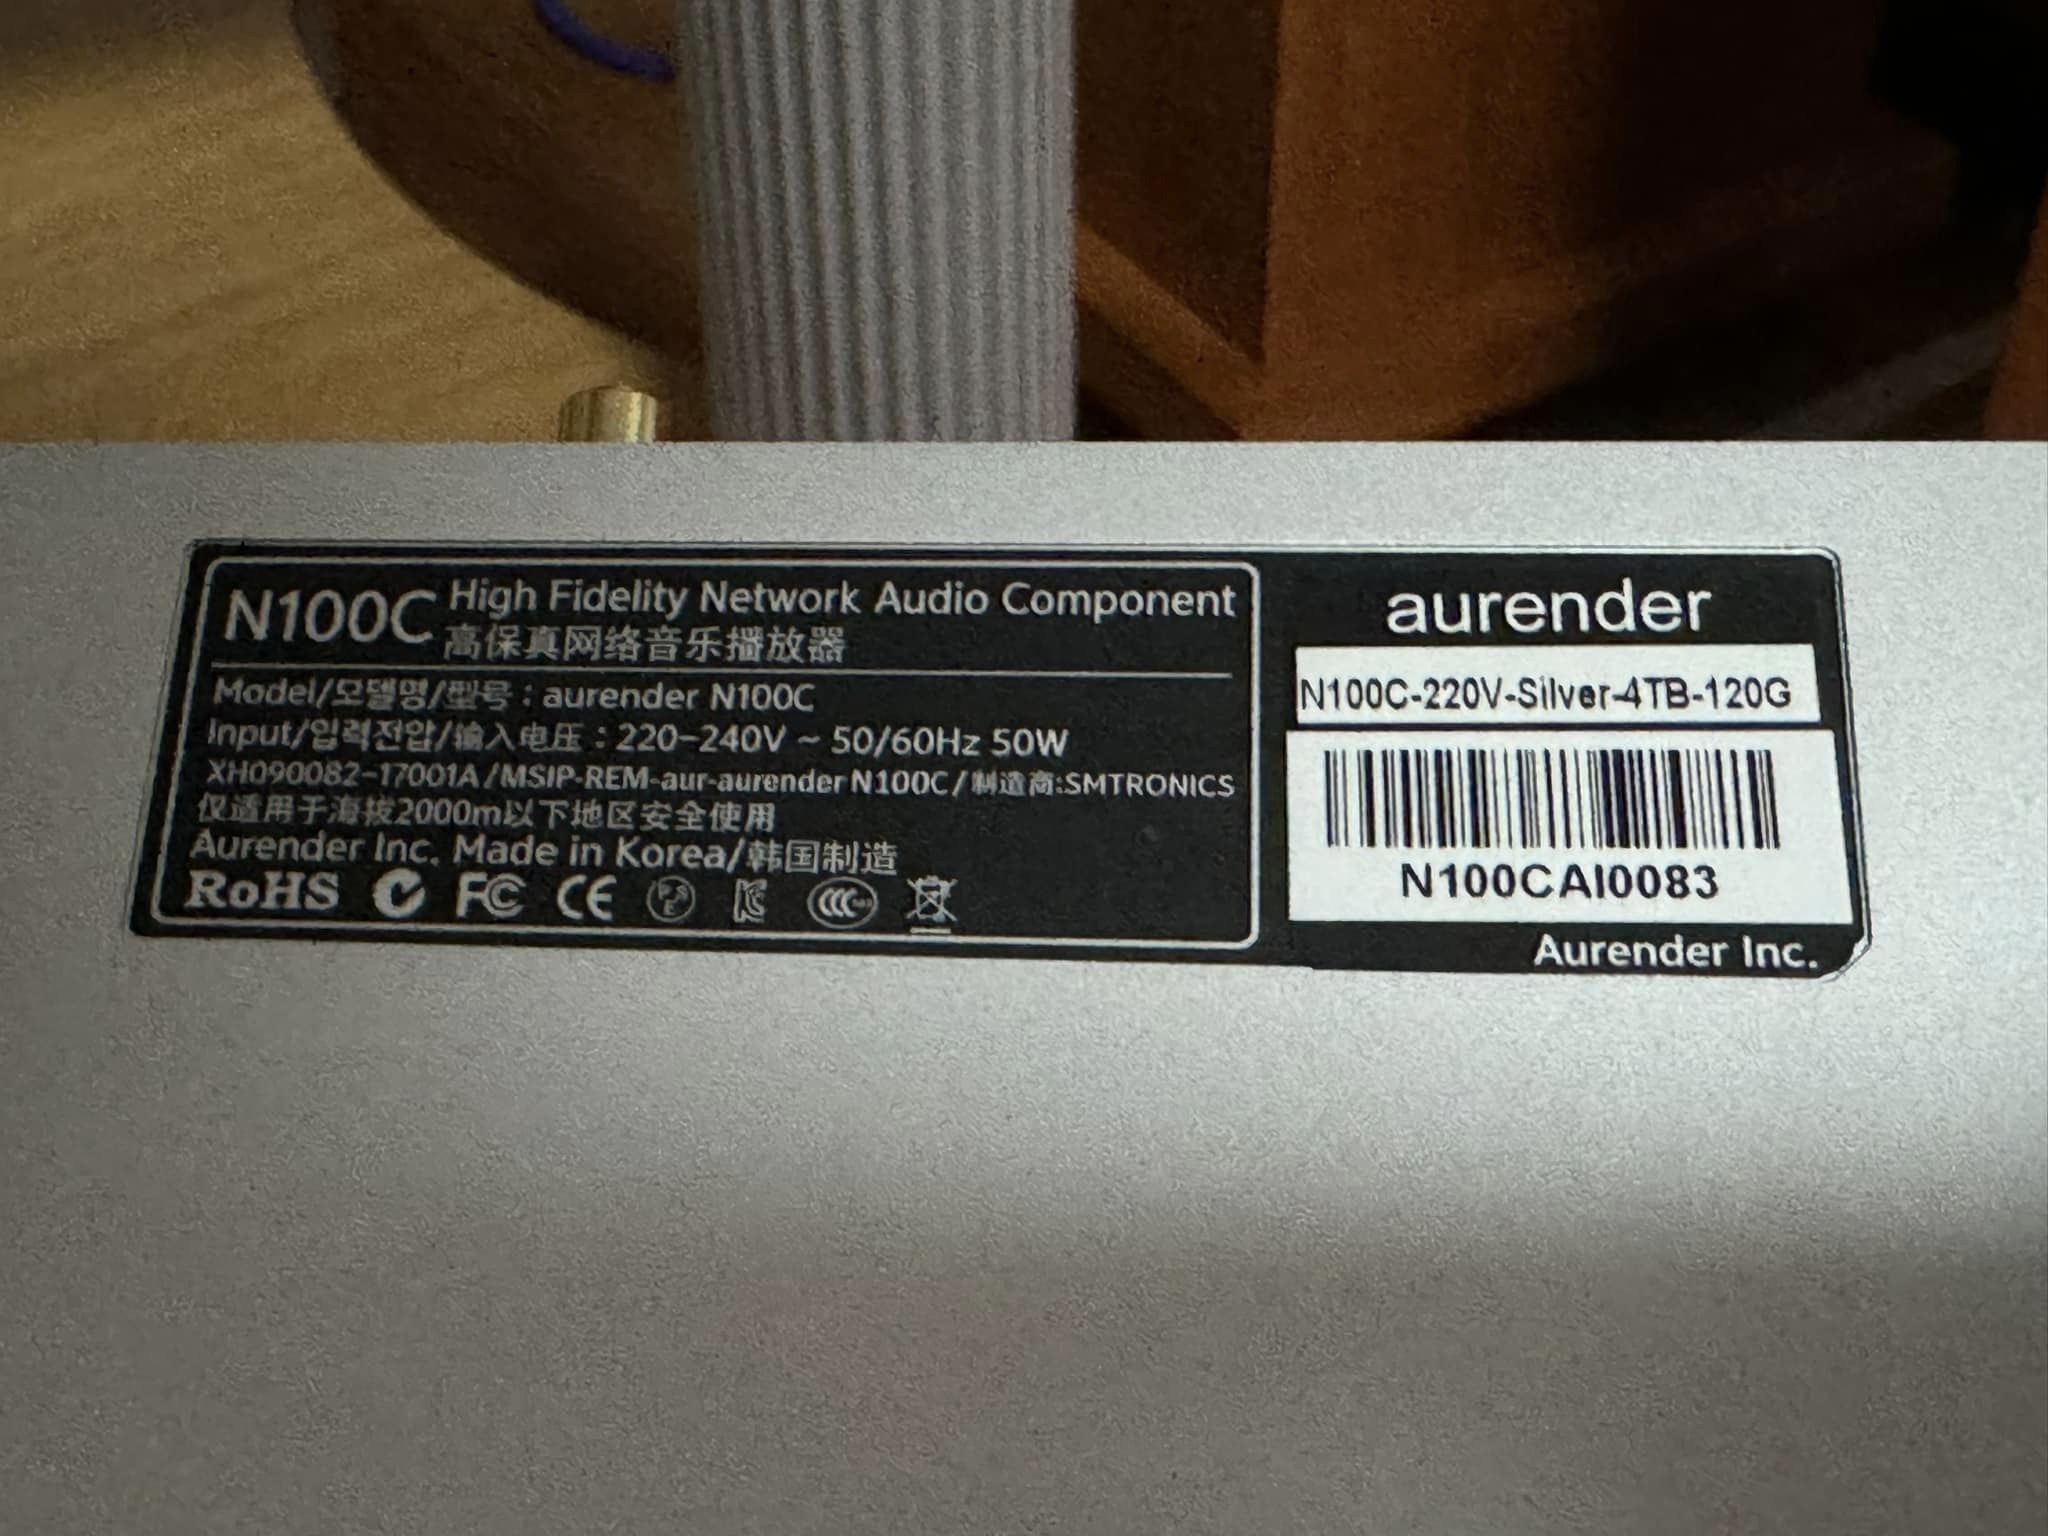 N100C High Fidelity Network Audio Component
高保真网络音乐播放器
Model/모델명/型号 : aurender N100C
Input/입력전압/输入电压 : 220-240V ~ 50/60Hz 50W
XH090082-17001A/MSIP-REM-aur-aurender N100C/制造商:SMTRONICS
仅适用于海拔2000m以下地区安全使用
Aurender Inc. Made in Korea/韩国制造
RoHS FC CE
aurender
N100C-220V-Silver-4TB-120G
N100CAI0083
Aurender Inc.